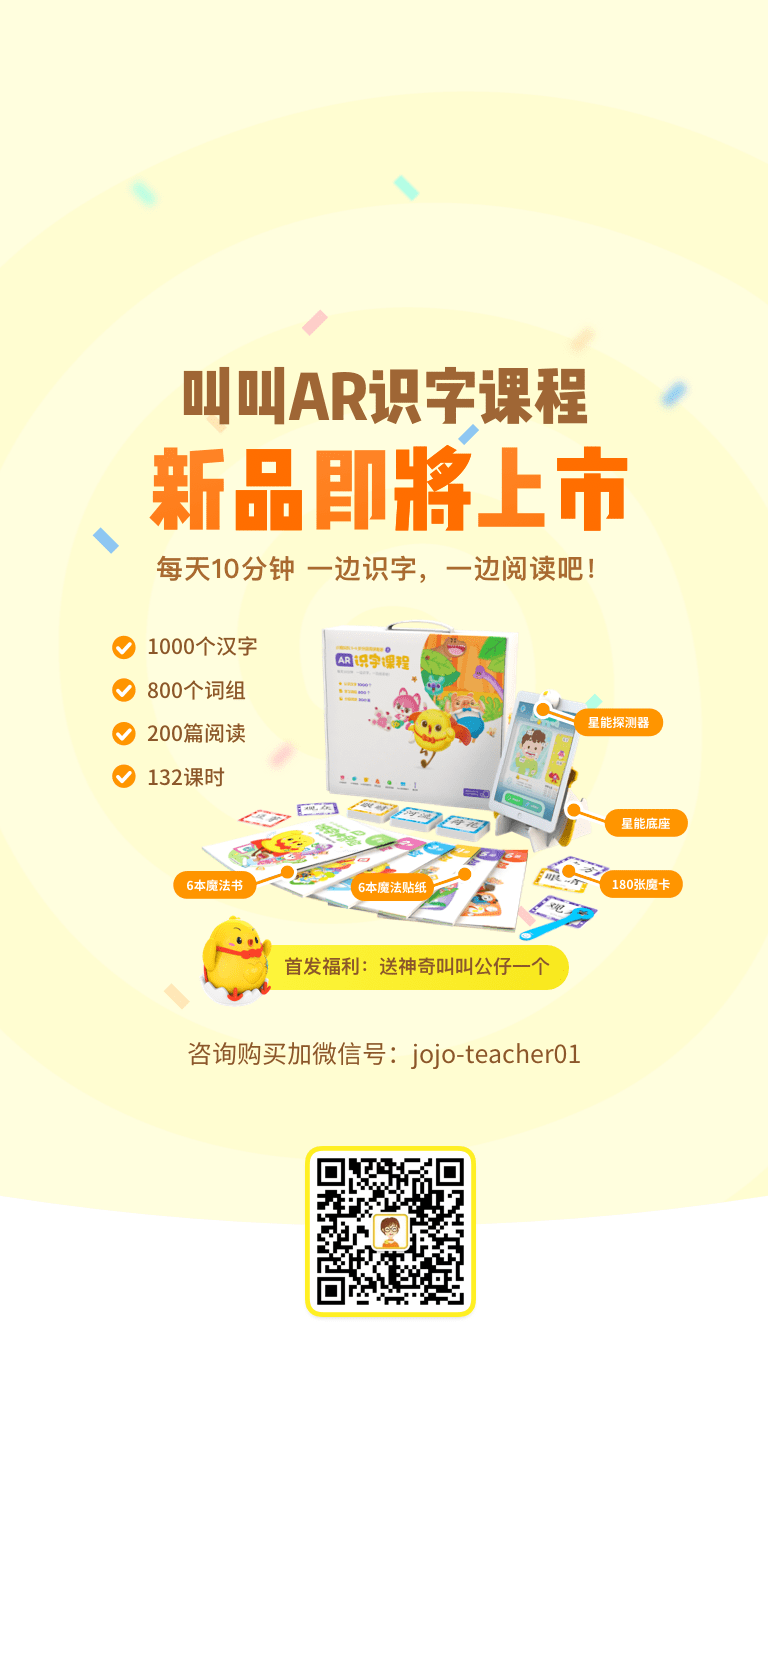 叫叫AR识字课程
新品即將上市
每天10分钟 一边识字，一边阅读吧！
1000个汉字
800个词组
200篇阅读
132课时
AR 识字课程
星能探测器
星能底座
6本魔法书
6本魔法贴纸
180张魔卡
首发福利：送神奇叫叫公仔一个
咨询购买加微信号：jojo-teacher01